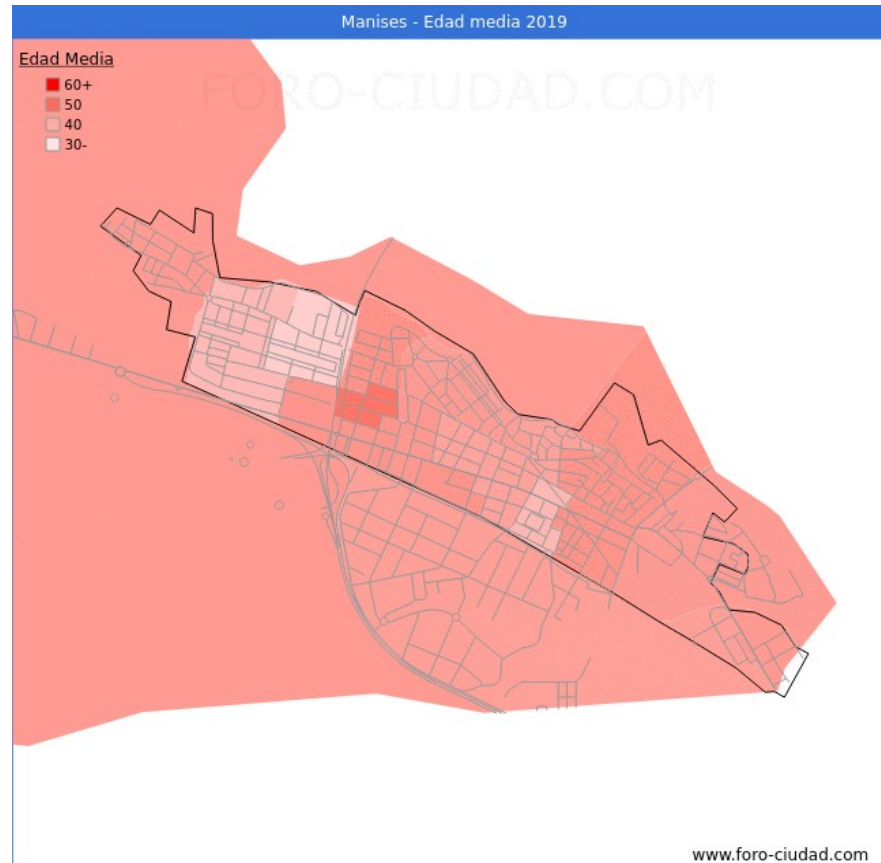 Manises - Edad media 2019
Edad Media
60+
50
40
30-
FORO-CIUDAD.COM
www.foro-ciudad.com